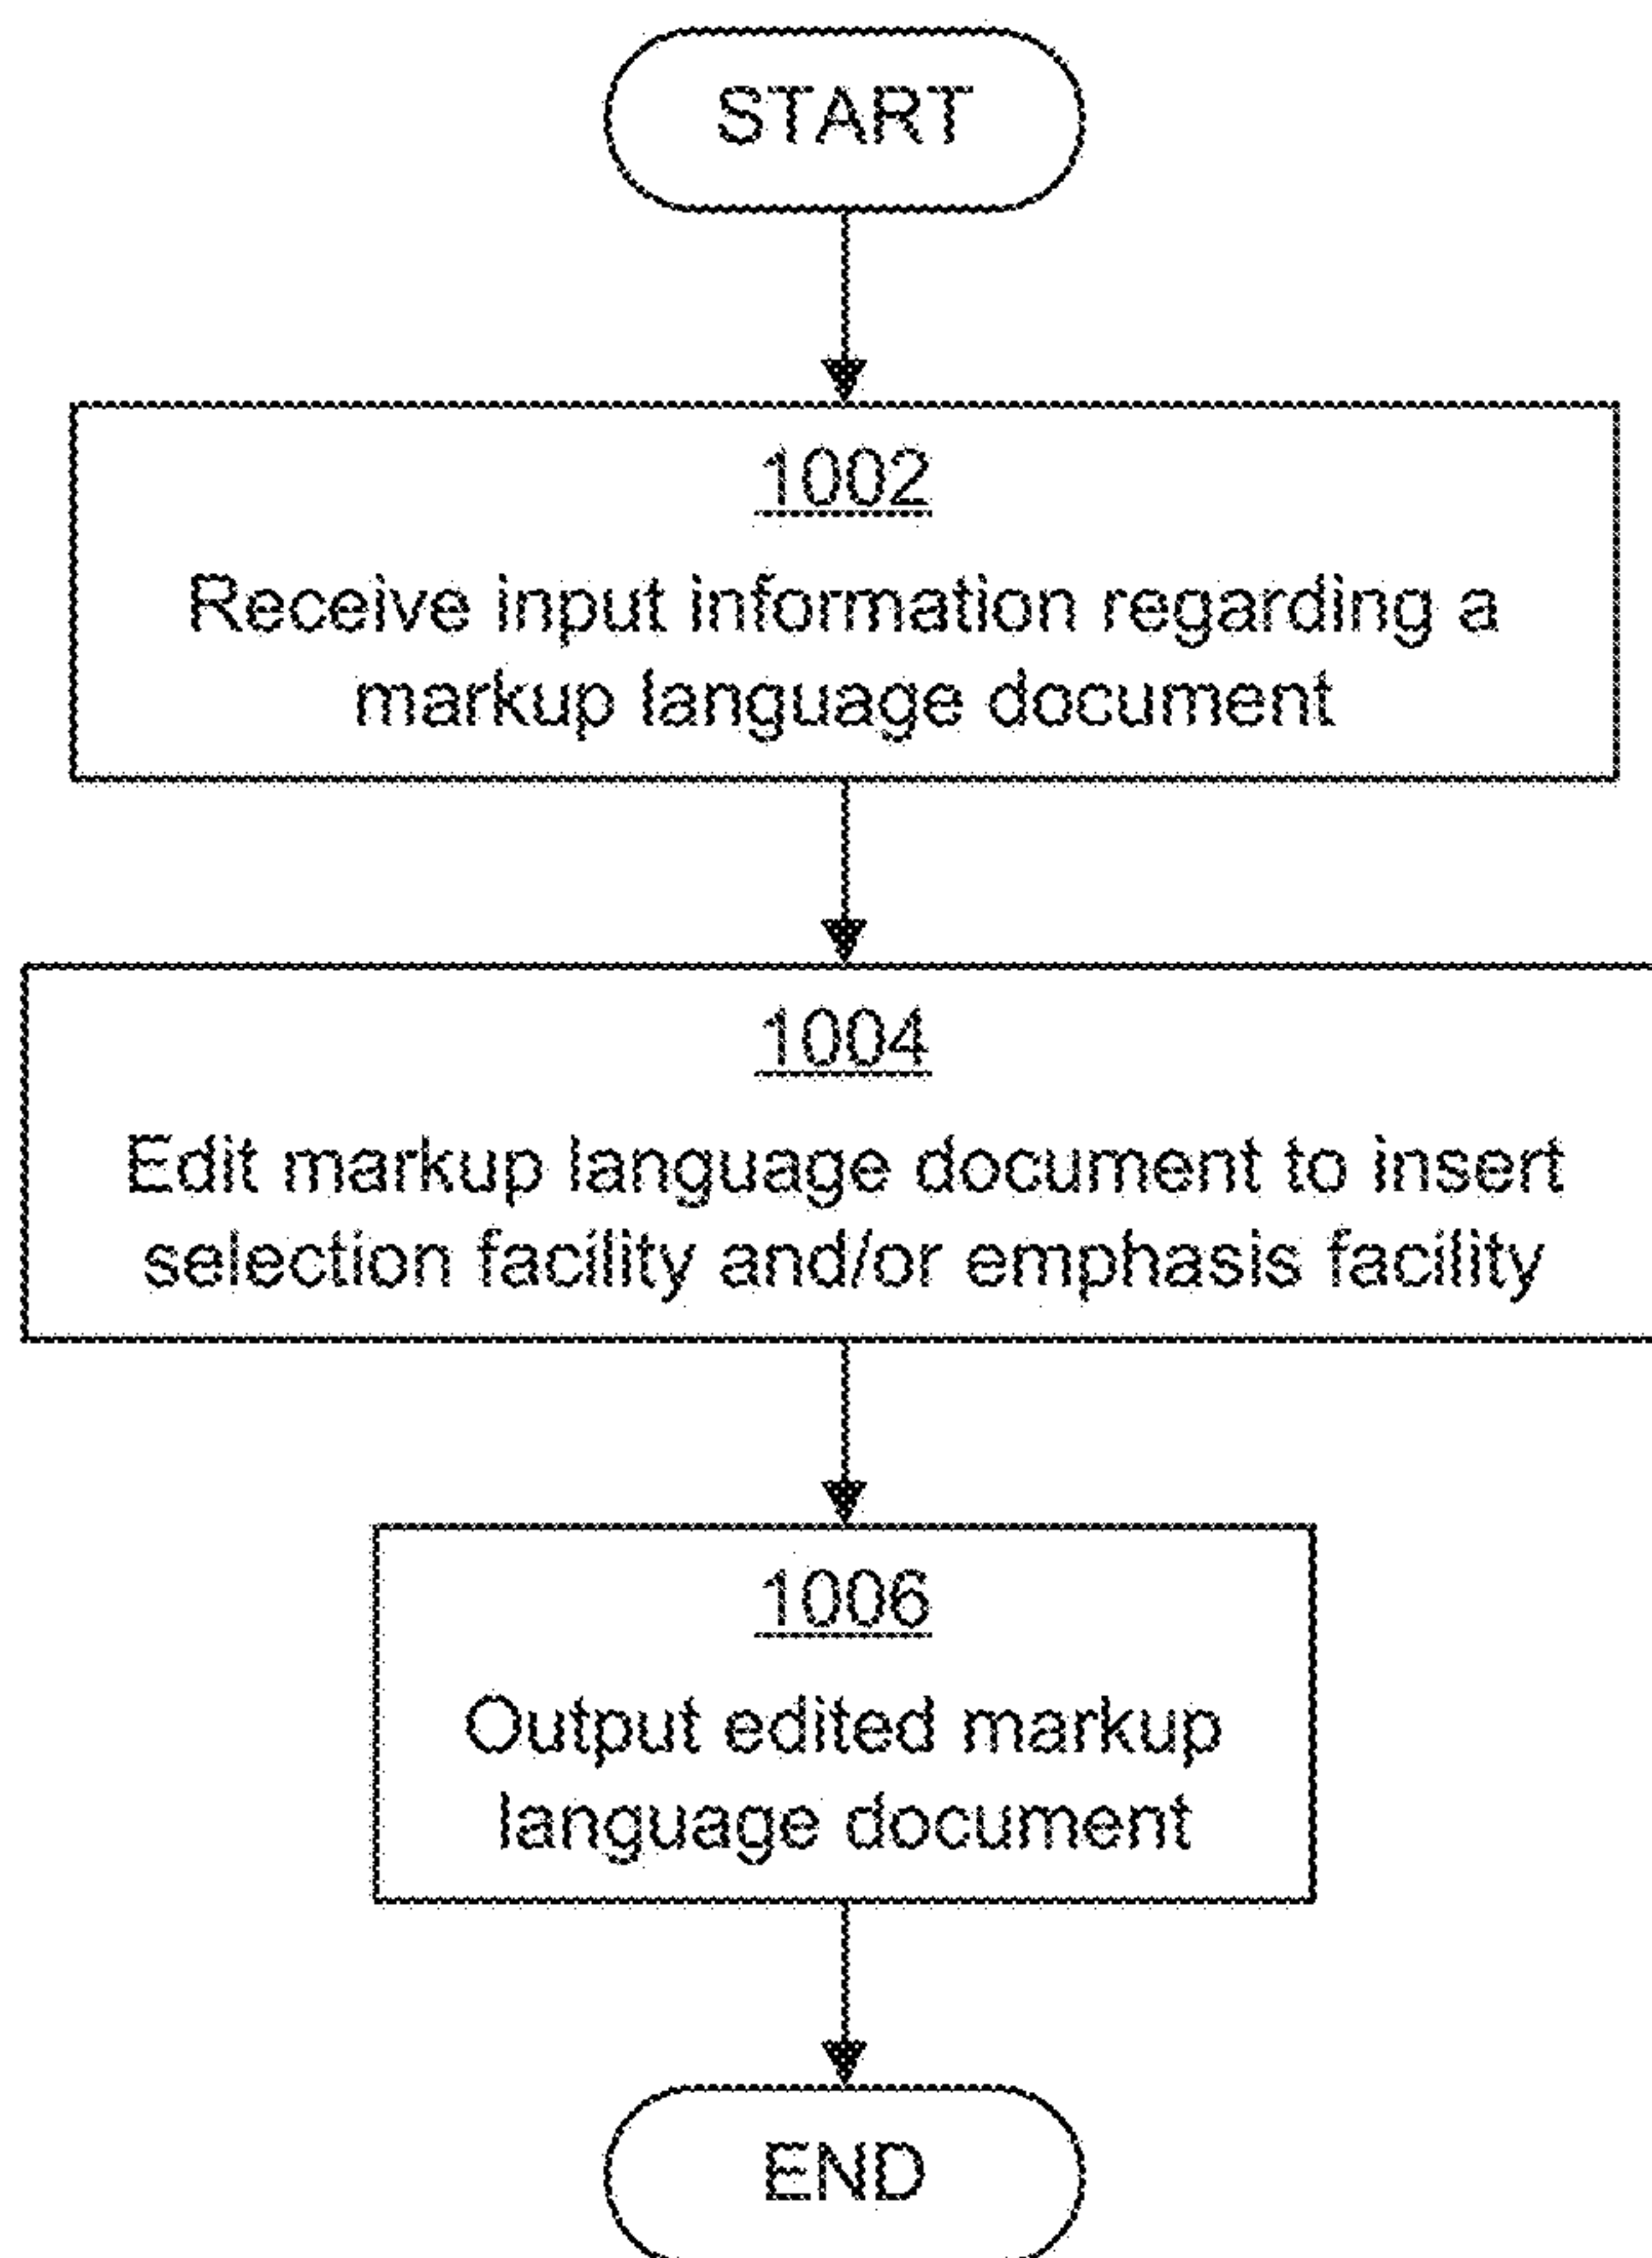 START
1002
Receive input information regarding a
markup language document
1004
Edit markup language document to insert
selection facility and/or emphasis facility
1006
Output edited markup
language document
END